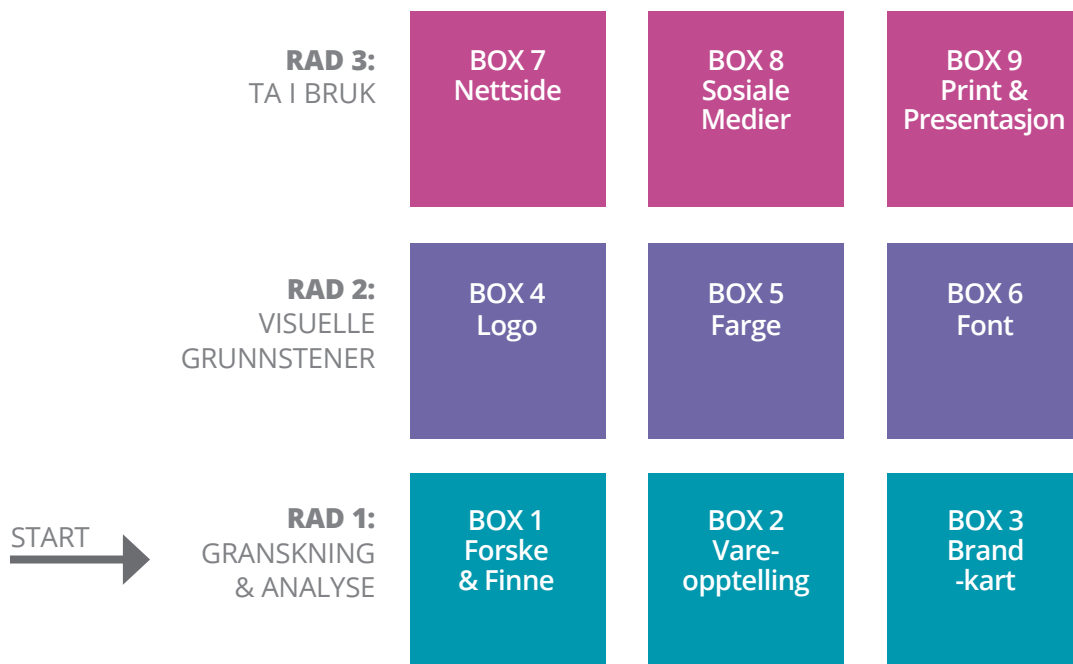 RAD 3:
TA I BRUK
BOX 7
Nettside
BOX 8
Sosiale
Medier
BOX 9
Print &
Presentasjon
RAD 2:
VISUELLE
GRUNNSTENER
BOX 4
Logo
BOX 5
Farge
BOX 6
Font
START
RAD 1:
GRANSKNING
& ANALYSE
BOX 1
Forske
& Finne
BOX 2
Vare-
opptelling
BOX 3
Brand
-kart